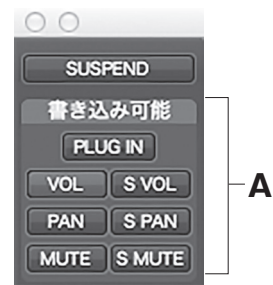 SUSPEND
書き込み可能
PLUG IN
VOL S VOL
PAN S PAN
MUTE S MUTE
A